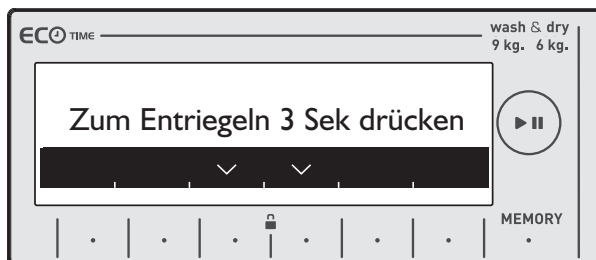 ECO TIME
wash & dry
9 kg. 6 kg.
Zum Entriegeln 3 Sek drücken
MEMORY